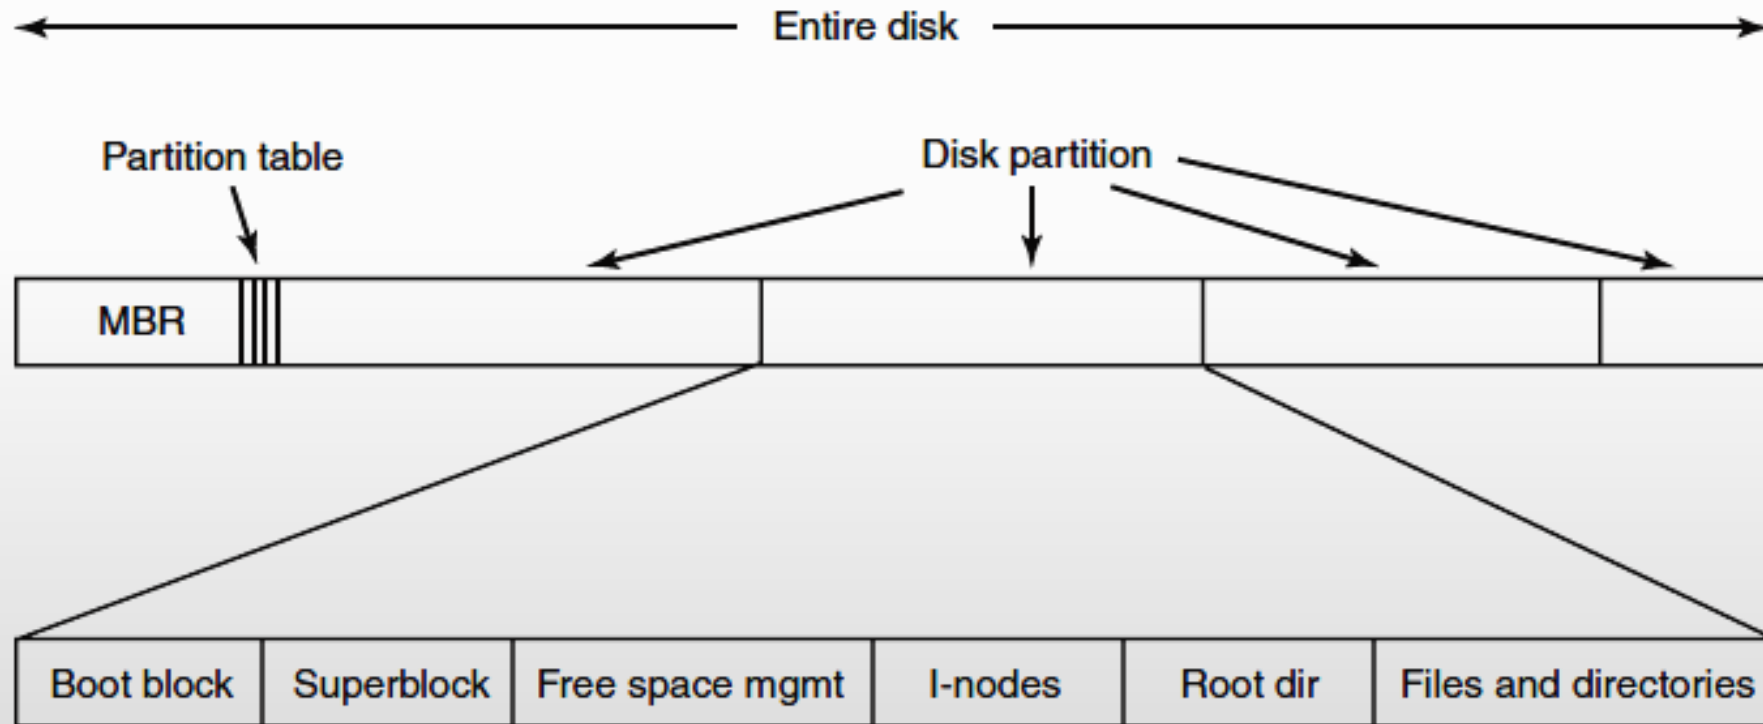 Entire disk
Partition table
Disk partition
MBR
Boot block
Superblock
Free space mgmt
I-nodes
Root dir
Files and directories